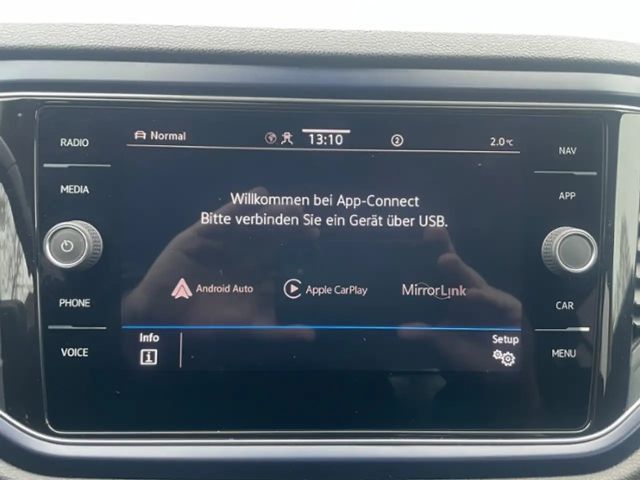 RADIO
MEDIA
PHONE
VOICE
Normal
13:10
2
2.0°C
Willkommen bei App-Connect
Bitte verbinden Sie ein Gerät über USB.
Android Auto
Apple CarPlay
MirrorLink
Info
Setup
NAV
APP
CAR
MENU